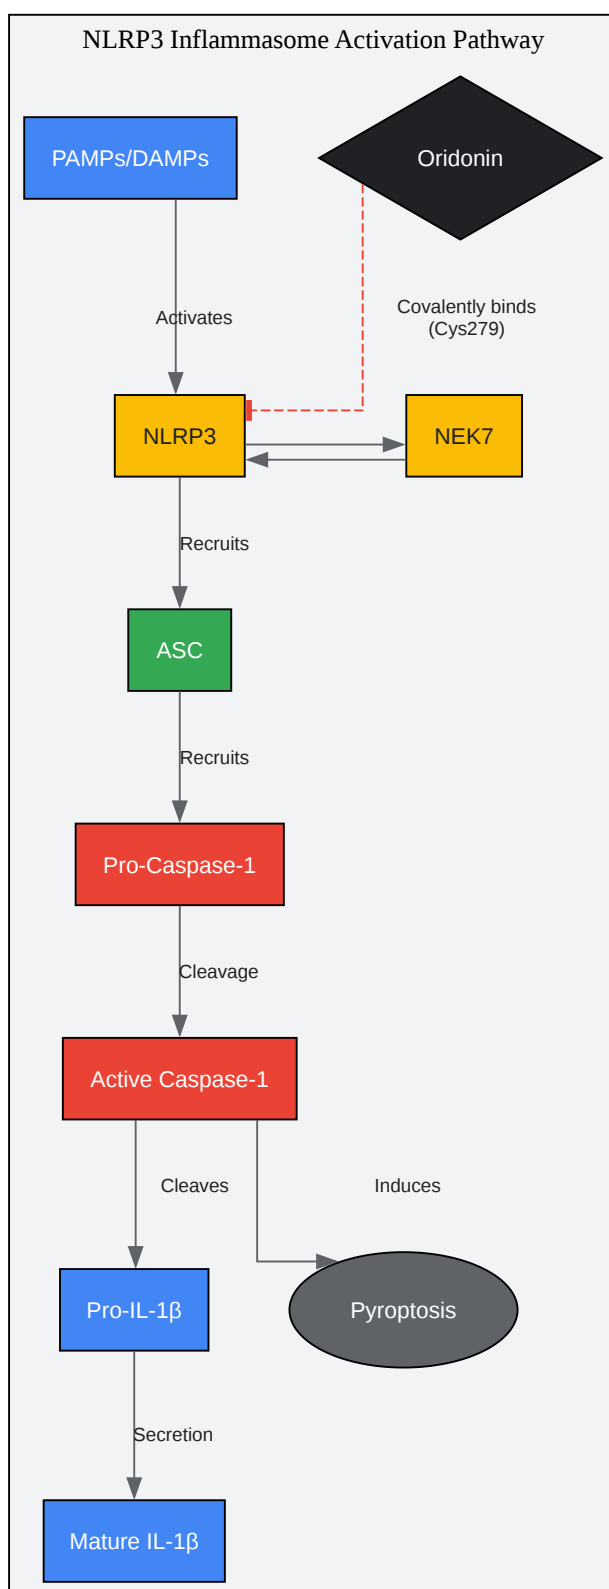 NLRP3 Inflammasome Activation Pathway
PAMPs/DAMPs
Oridonin
Activates
Covalently binds
(Cys279)
NLRP3
NEK7
Recruits
ASC
Recruits
Pro-Caspase-1
Cleavage
Active Caspase-1
Cleaves
Induces
Pro-IL-1β
Pyroptosis
Secretion
Mature IL-1β